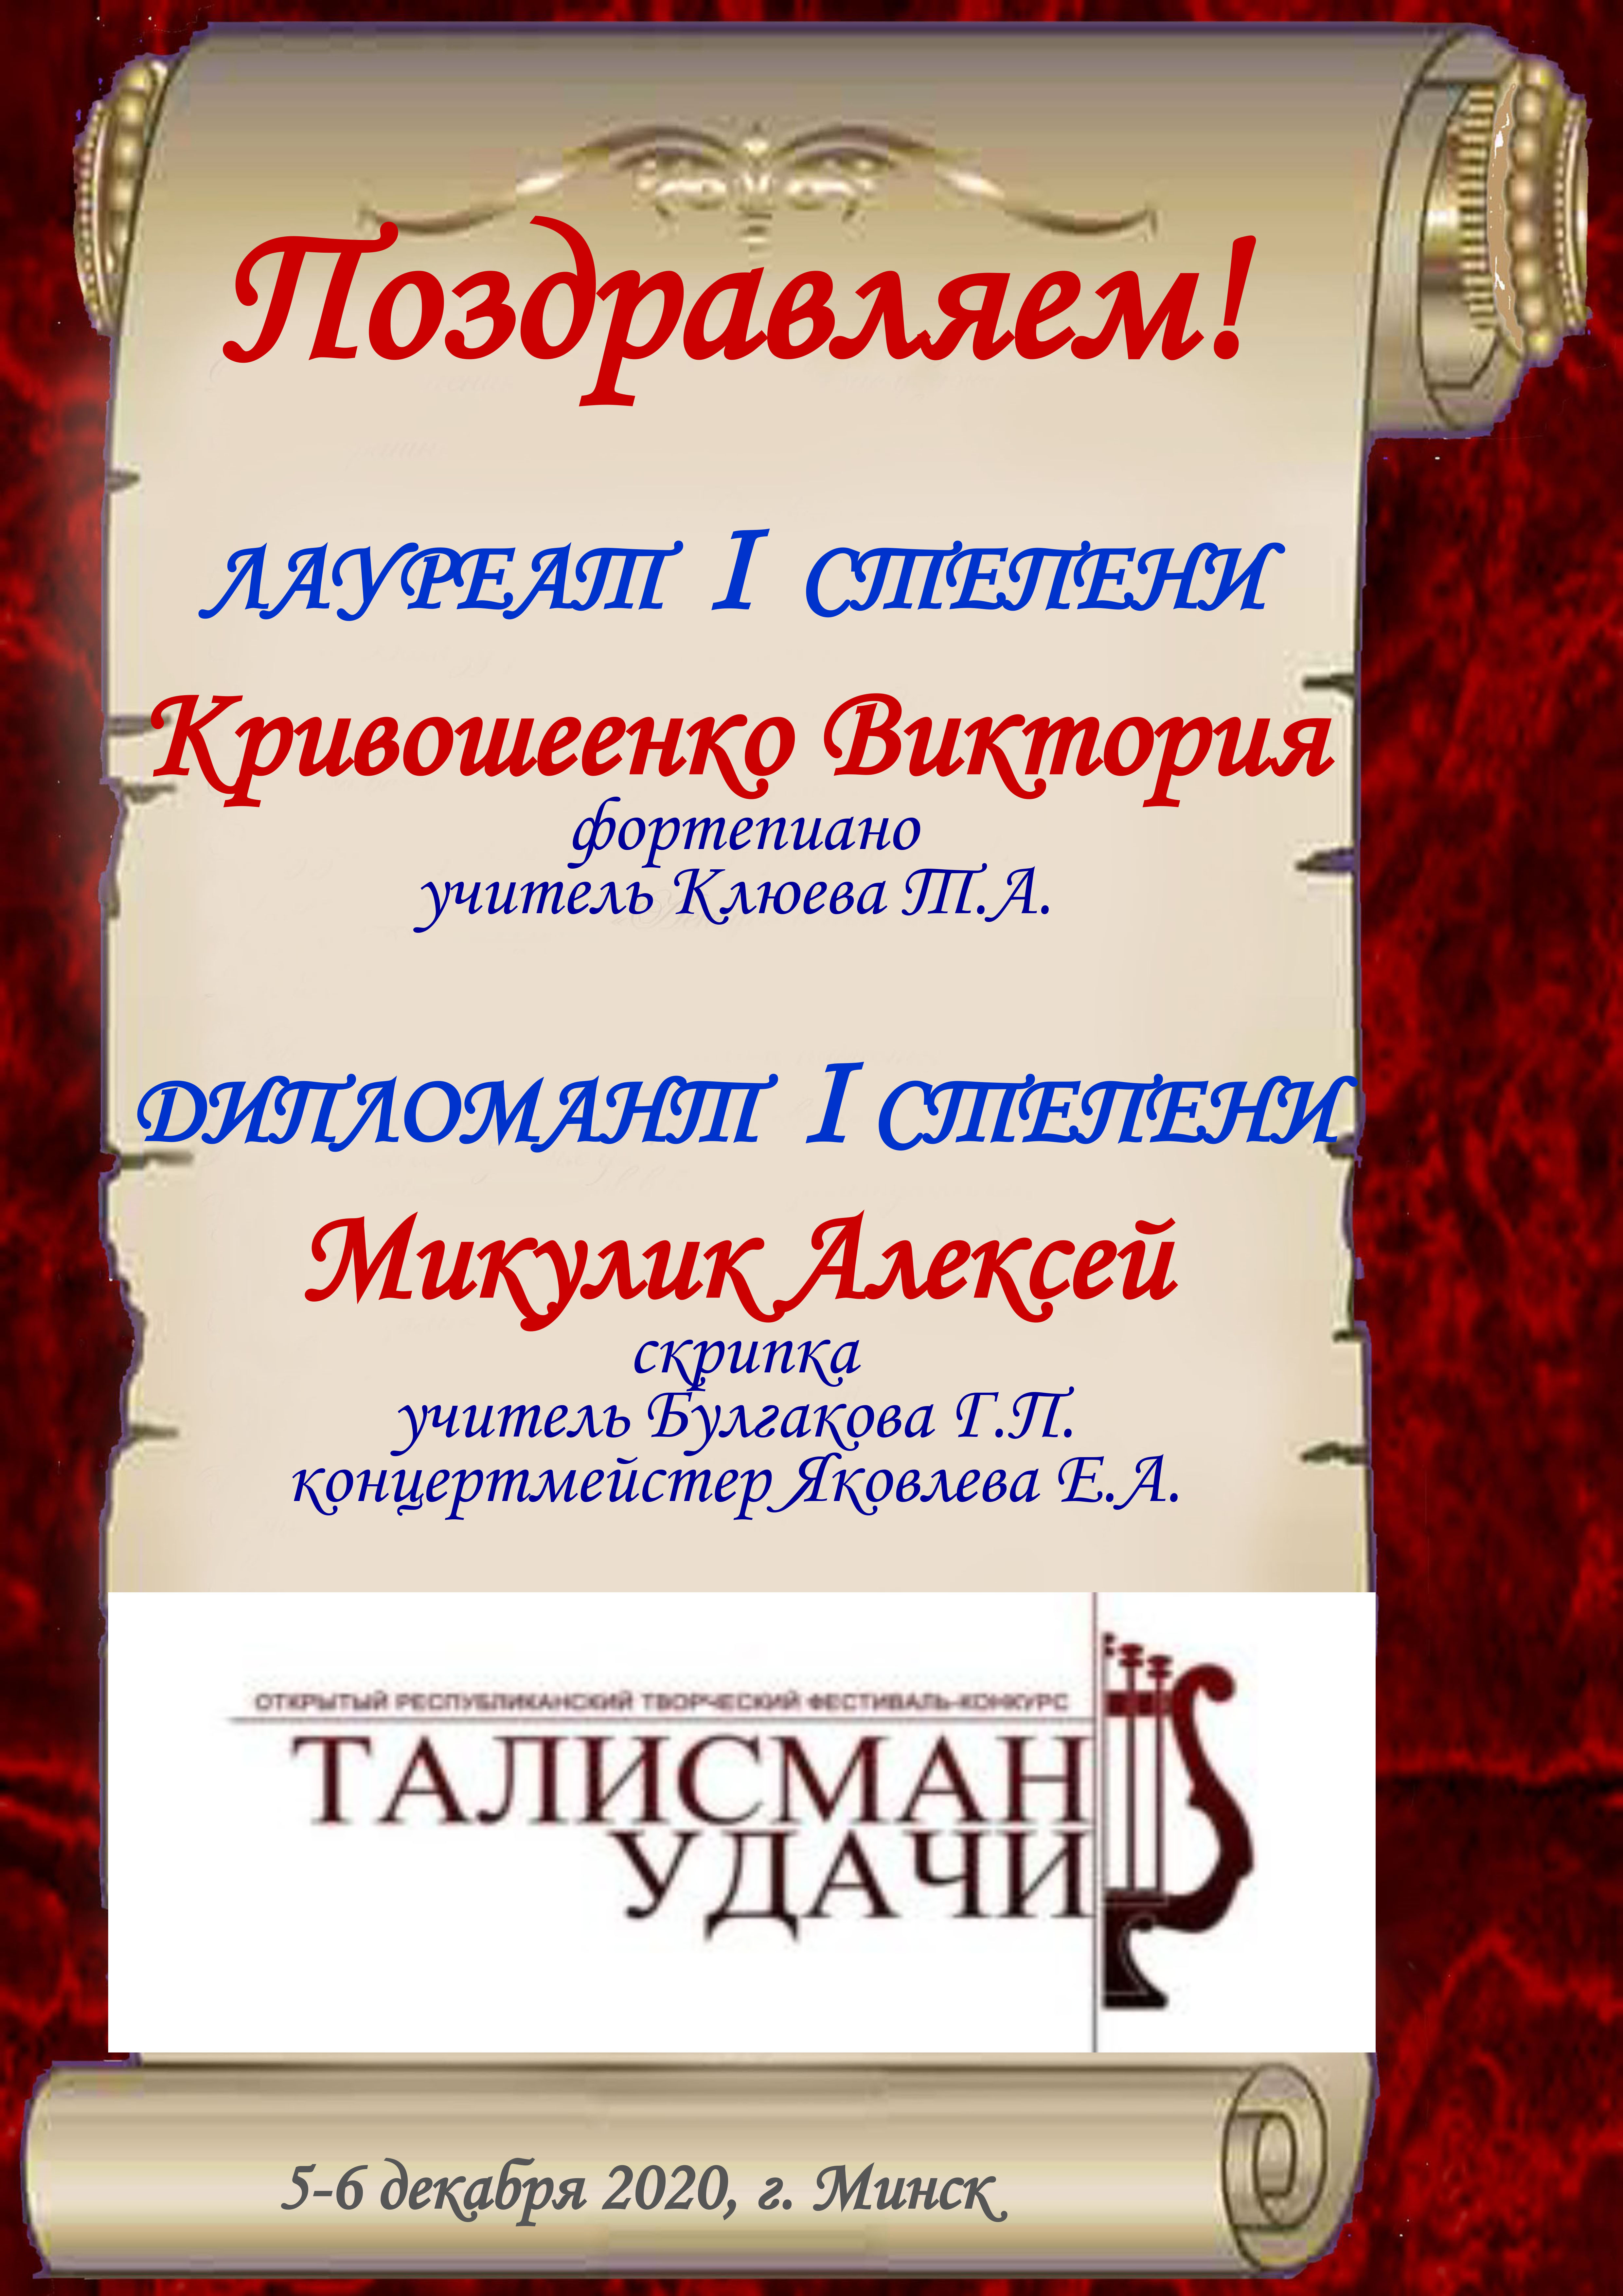 Поздравляем!
ЛАУРЕАТ I СТЕПЕНИ
Кривошеенко Виктория
фортепиано
учитель Клюева Т.А.
ДИПЛОМАНТ I СТЕПЕНИ
Микулик Алексей
скрипка
учитель Булгакова Г.П.
концертмейстер Яковлева Е.А.
ОТКРЫТЫЙ РЕСПУБЛИКАНСКИЙ ТВОРЧЕСКИЙ ФЕСТИВАЛЬ-КОНКУРС
ТАЛИСМАН
УДАЧИ
5-6 декабря 2020, г. Минск